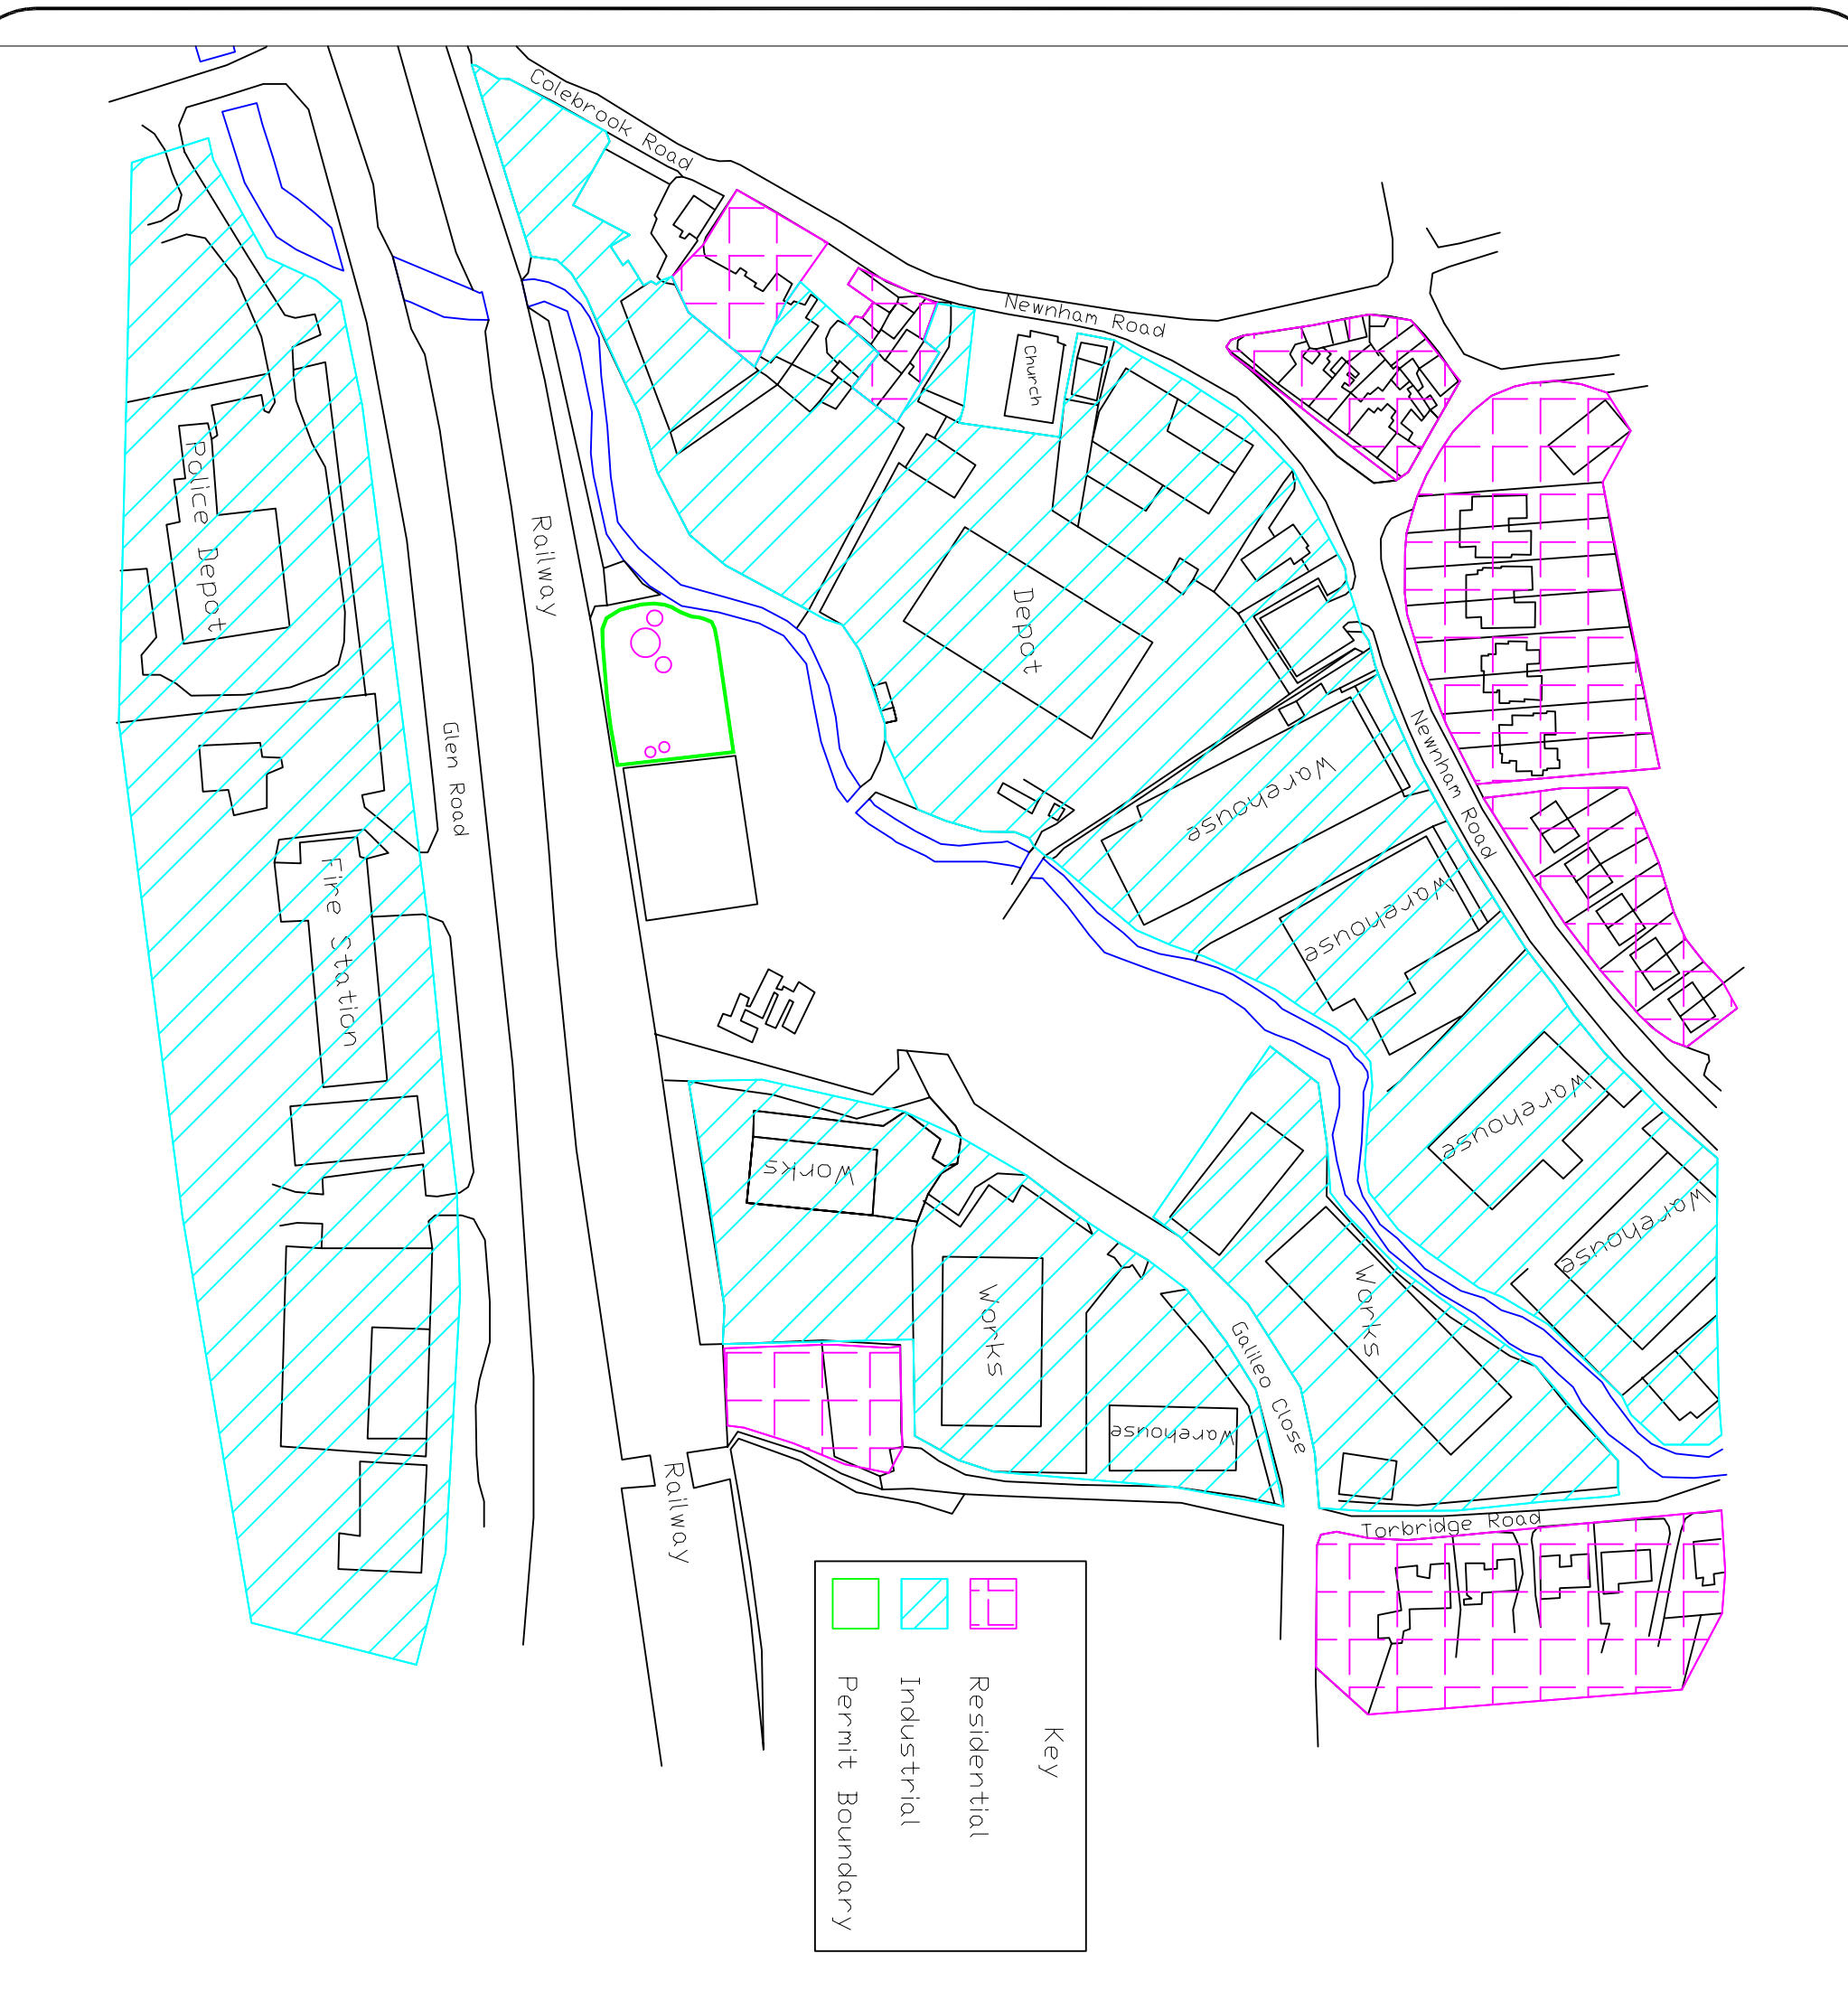 Colebrook Road
Newnham Road
Church
Police Depot
Railway
Depot
Glen Road
Newnham Road
Warehouse
Warehouse
Fire Station
Warehouse
Works
Warehouse
Works
Works
Galileo Close
Warehouse
Railway
Torbridge Road
Key
Residential
Industrial
Permit Boundary